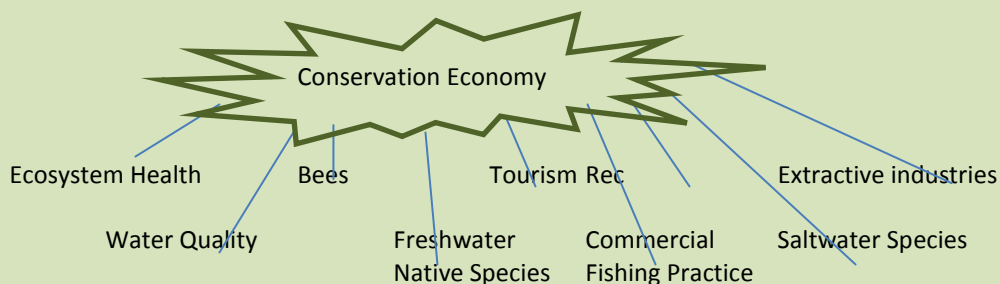 Conservation Economy
Ecosystem Health Bees Tourism Rec Extractive industries
Water Quality Freshwater Commercial Saltwater Species
Native Species Fishing Practice